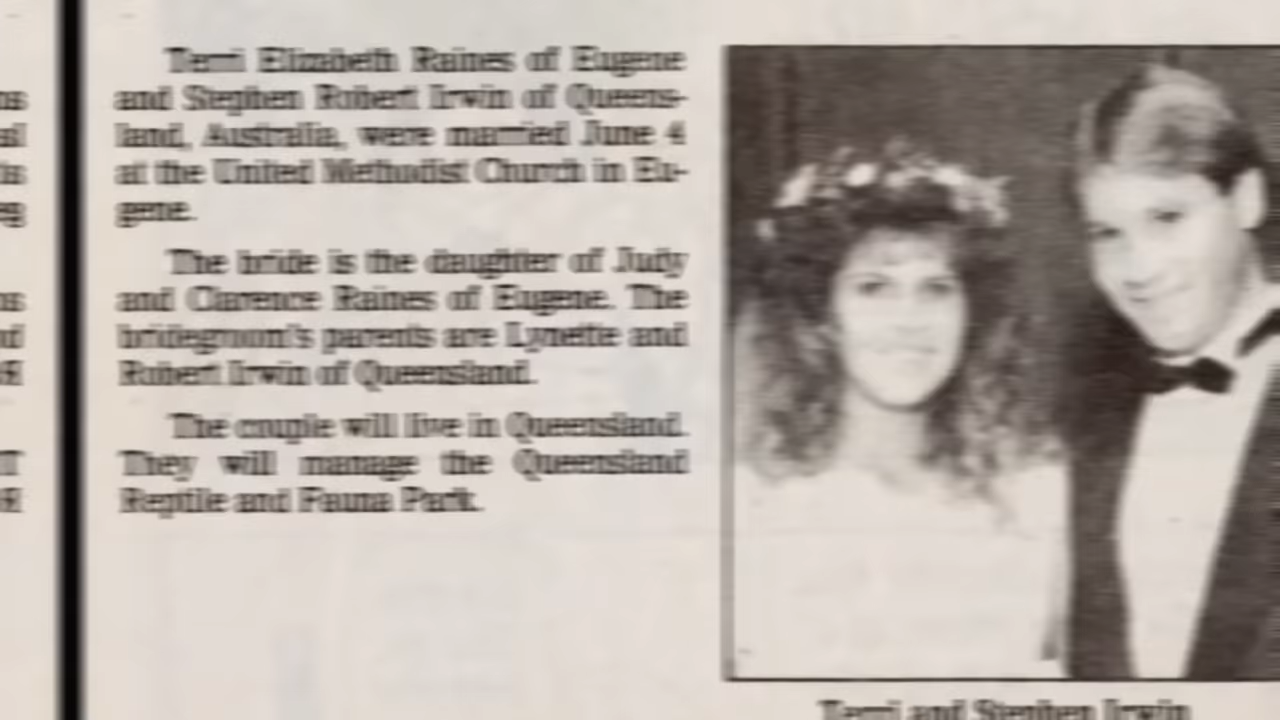 Terri Elizabeth Raines of Eugene
and Stephen Robert Irwin of Queens-
land, Australia, were married June 4
at the United Methodist Church in Eu-
gene.
The bride is the daughter of Judy
and Clarence Raines of Eugene. The
bridegroom's parents are Lynette and
Robert Irwin of Queensland.
The couple will live in Queensland.
They will manage the Queensland
Reptile and Fauna Park.
Terri and Stephen Irwin